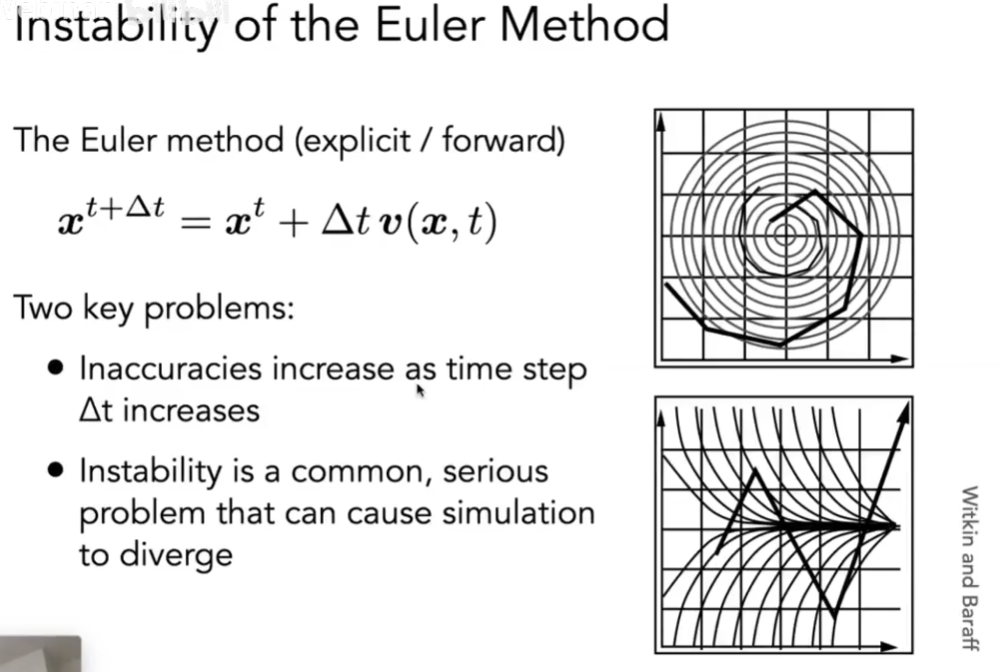 Instability of the Euler Method
The Euler method (explicit / forward)
$\boldsymbol{x}^{t+\Delta t} = \boldsymbol{x}^t + \Delta t\, \boldsymbol{v}(\boldsymbol{x}, t)$
Two key problems:
● Inaccuracies increase as time step
Δt increases
● Instability is a common, serious
problem that can cause simulation
to diverge
Witkin and Baraff